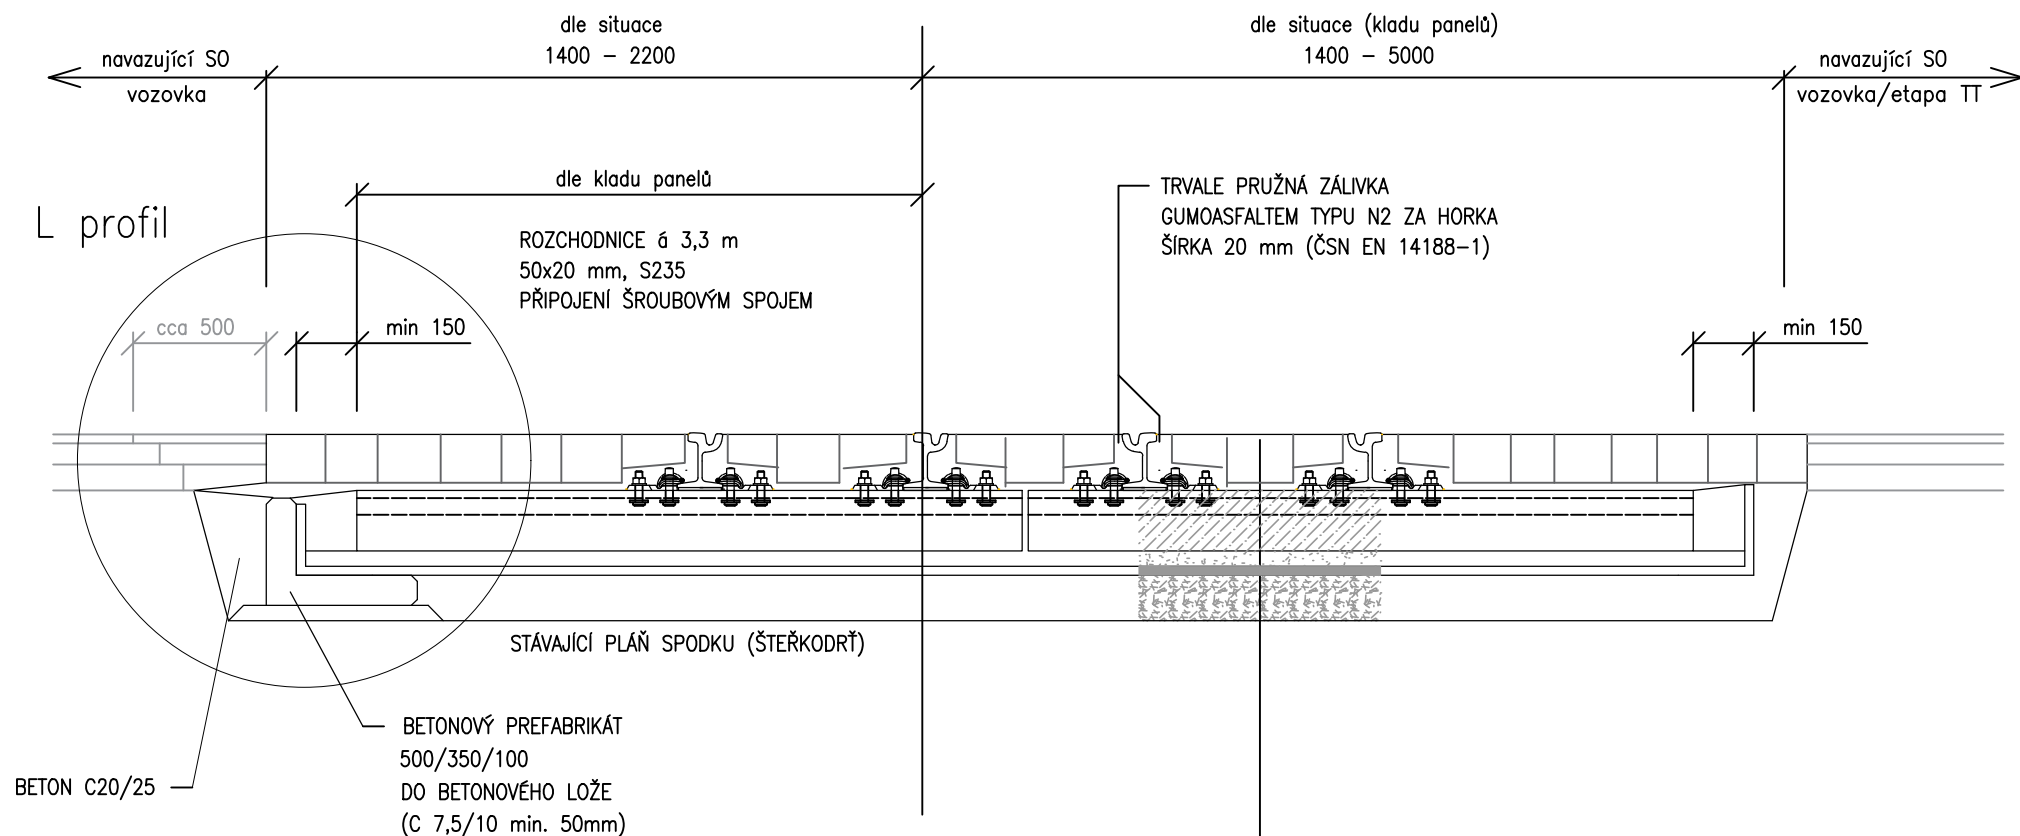 dle situace
1400 – 2200
dle situace (kladu panelů)
1400 – 5000
navazující SO
vozovka
navazující SO
vozovka/etapa TT
dle kladu panelů
L profil
ROZCHODNICE á 3,3 m
50x20 mm, S235
PŘIPOJENÍ ŠROUBOVÝM SPOJEM
TRVALE PRUŽNÁ ZÁLIVKA
GUMOASFALTEM TYPU N2 ZA HORKA
ŠÍRKA 20 mm (ČSN EN 14188-1)
cca 500
min 150
min 150
STÁVAJÍCÍ PLÁŇ SPODKU (ŠTEŘKODRŤ)
BETONOVÝ PREFABRIKÁT
500/350/100
DO BETONOVÉHO LOŽE
(C 7,5/10 min. 50mm)
BETON C20/25